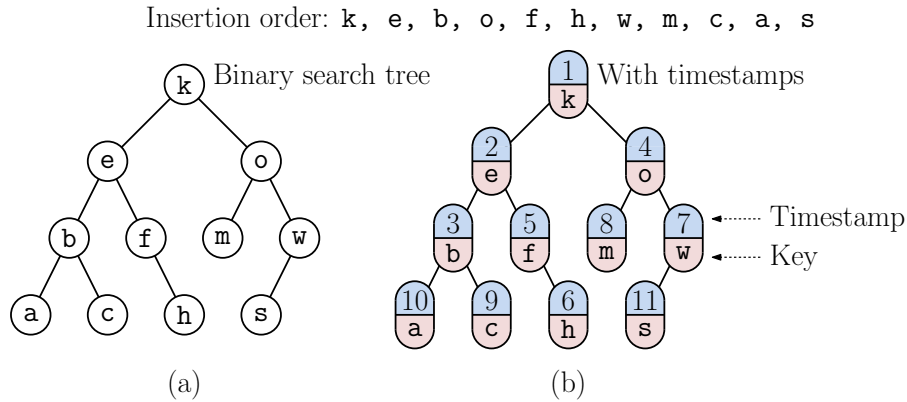 Insertion order: k, e, b, o, f, h, w, m, c, a, s
Binary search tree
k
e
o
b
f
m
w
a
c
h
s
(a)
With timestamps
1
k
2
e
4
o
3
b
5
f
8
m
7
w
10
a
9
c
6
h
11
s
Timestamp
Key
(b)